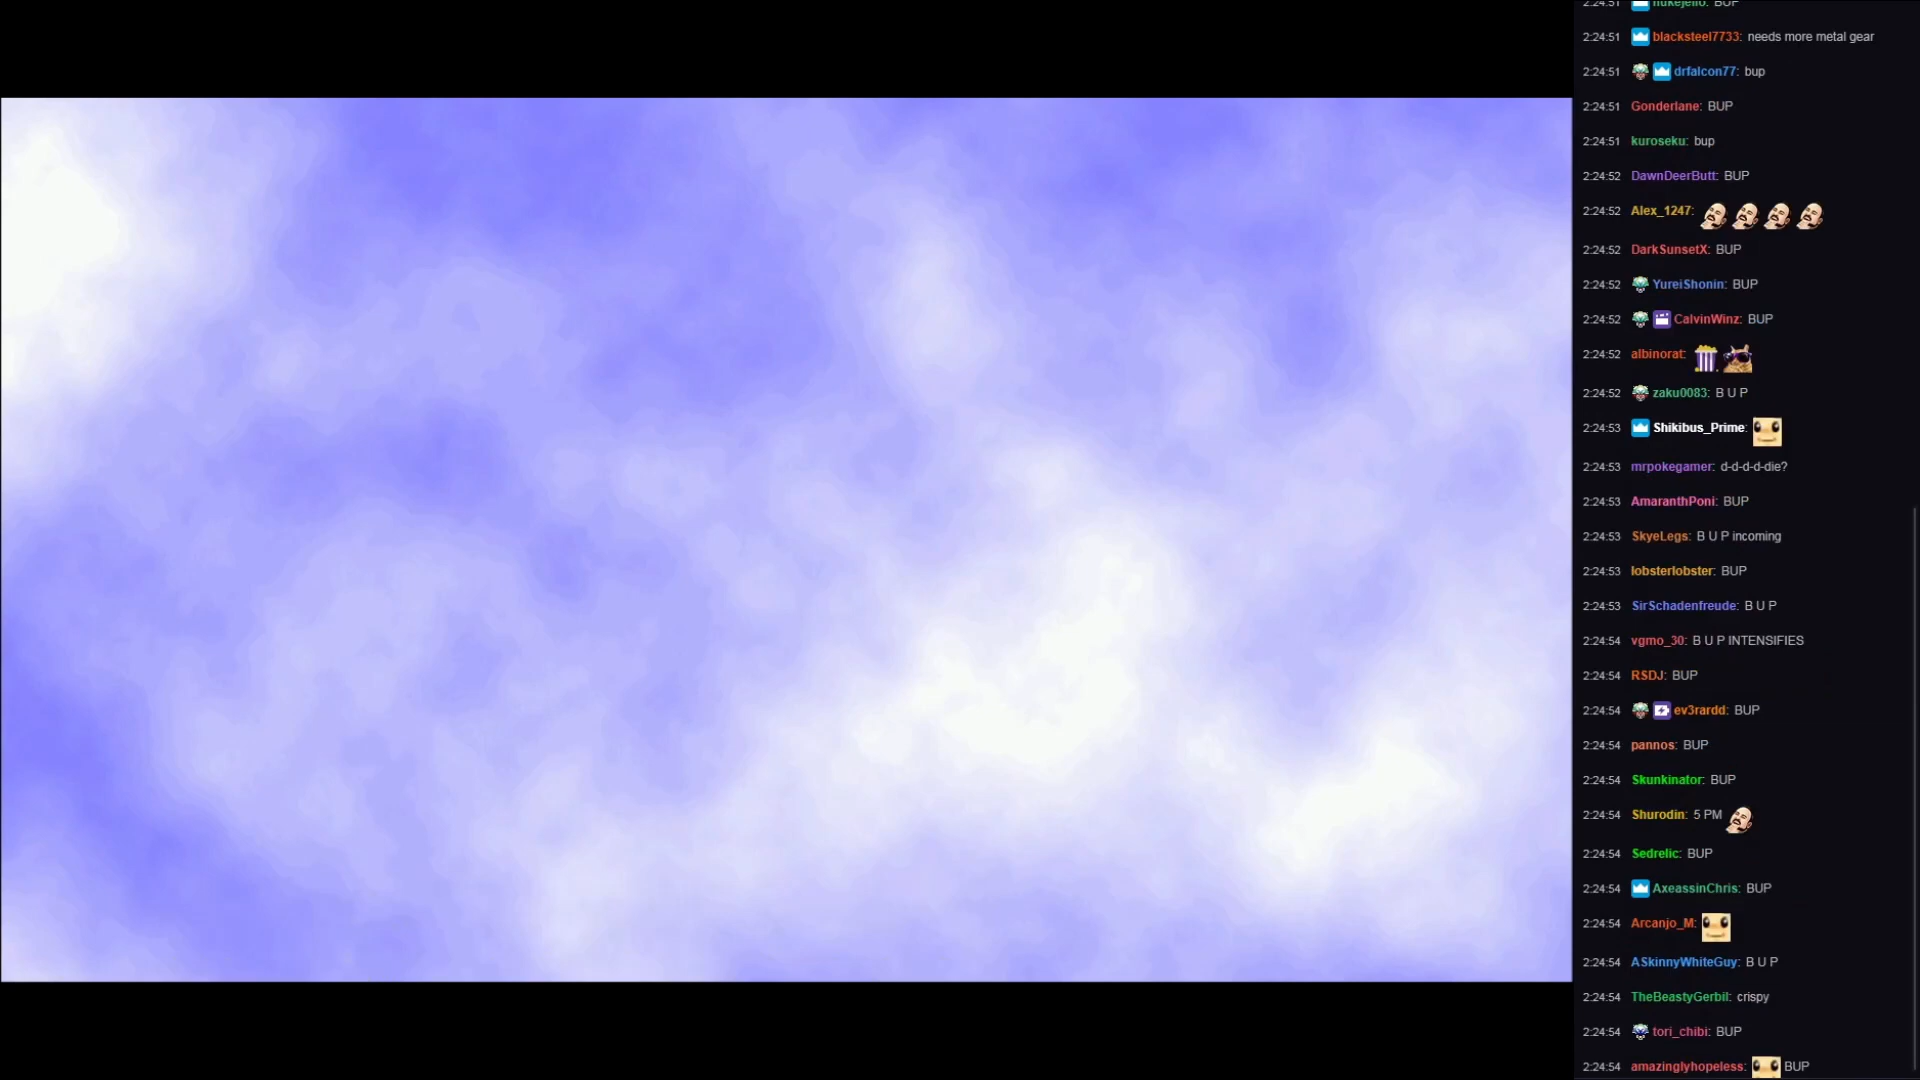 2:24:51 nukejello: BUP
2:24:51 blacksteel7733: needs more metal gear
2:24:51 drfalcon77: bup
2:24:51 Gonderlane: BUP
2:24:51 kuroseku: bup
2:24:52 DawnDeerButt: BUP
2:24:52 Alex_1247:
2:24:52 DarkSunsetX: BUP
2:24:52 YureiShonin: BUP
2:24:52 CalvinWinz: BUP
2:24:52 albinorat:
2:24:52 zaku0083: B U P
2:24:53 Shikibus_Prime:
2:24:53 mrpokegamer: d-d-d-d-die?
2:24:53 AmaranthPoni: BUP
2:24:53 SkyeLegs: B U P incoming
2:24:53 lobsterlobster: BUP
2:24:53 SirSchadenfreude: B U P
2:24:54 vgmo_30: B U P INTENSIFIES
2:24:54 RSDJ: BUP
2:24:54 ev3rardd: BUP
2:24:54 pannos: BUP
2:24:54 Skunkinator: BUP
2:24:54 Shurodin: 5 PM
2:24:54 Sedrelic: BUP
2:24:54 AxeassinChris: BUP
2:24:54 Arcanjo_M:
2:24:54 ASkinnyWhiteGuy: B U P
2:24:54 TheBeastyGerbil: crispy
2:24:54 tori_chibi: BUP
2:24:54 amazinglyhopeless: BUP